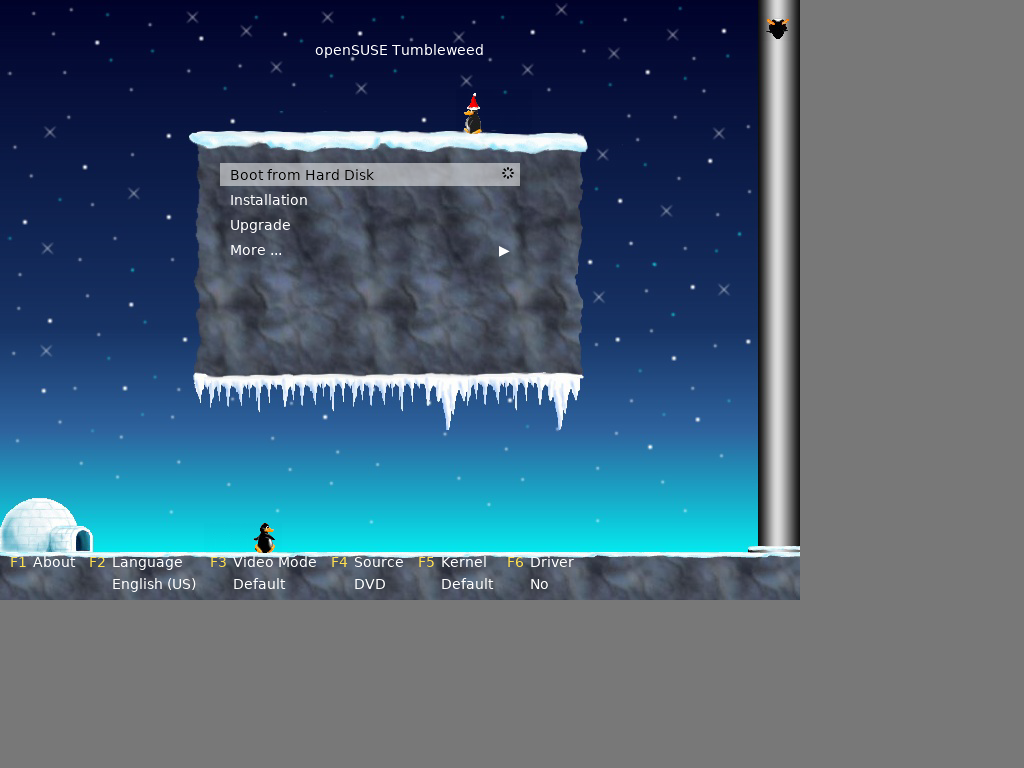 openSUSE Tumbleweed
Boot from Hard Disk
Installation
Upgrade
More ...
F1 About F2 Language F3 Video Mode F4 Source F5 Kernel F6 Driver
English (US) Default DVD Default No